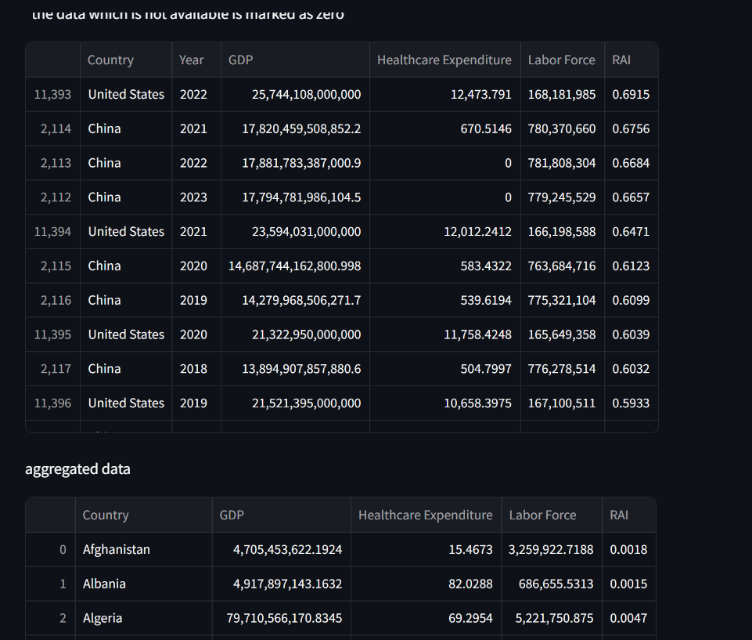 the data which is not available is marked as zero
Country Year GDP Healthcare Expenditure Labor Force RAI
11,393 United States 2022 25,744,108,000,000 12,473.791 168,181,985 0.6915
2,114 China 2021 17,820,459,508,852.2 670.5146 780,370,660 0.6756
2,113 China 2022 17,881,783,387,000.9 0 781,808,304 0.6684
2,112 China 2023 17,794,781,986,104.5 0 779,245,529 0.6657
11,394 United States 2021 23,594,031,000,000 12,012.2412 166,198,588 0.6471
2,115 China 2020 14,687,744,162,800.998 583.4322 763,684,716 0.6123
2,116 China 2019 14,279,968,506,271.7 539.6194 775,321,104 0.6099
11,395 United States 2020 21,322,950,000,000 11,758.4248 165,649,358 0.6039
2,117 China 2018 13,894,907,857,880.6 504.7997 776,278,514 0.6032
11,396 United States 2019 21,521,395,000,000 10,658.3975 167,100,511 0.5933
aggregated data
Country GDP Healthcare Expenditure Labor Force RAI
0 Afghanistan 4,705,453,622.1924 15.4673 3,259,922.7188 0.0018
1 Albania 4,917,897,143.1632 82.0288 686,655.5313 0.0015
2 Algeria 79,710,566,170.8345 69.2954 5,221,750.875 0.0047